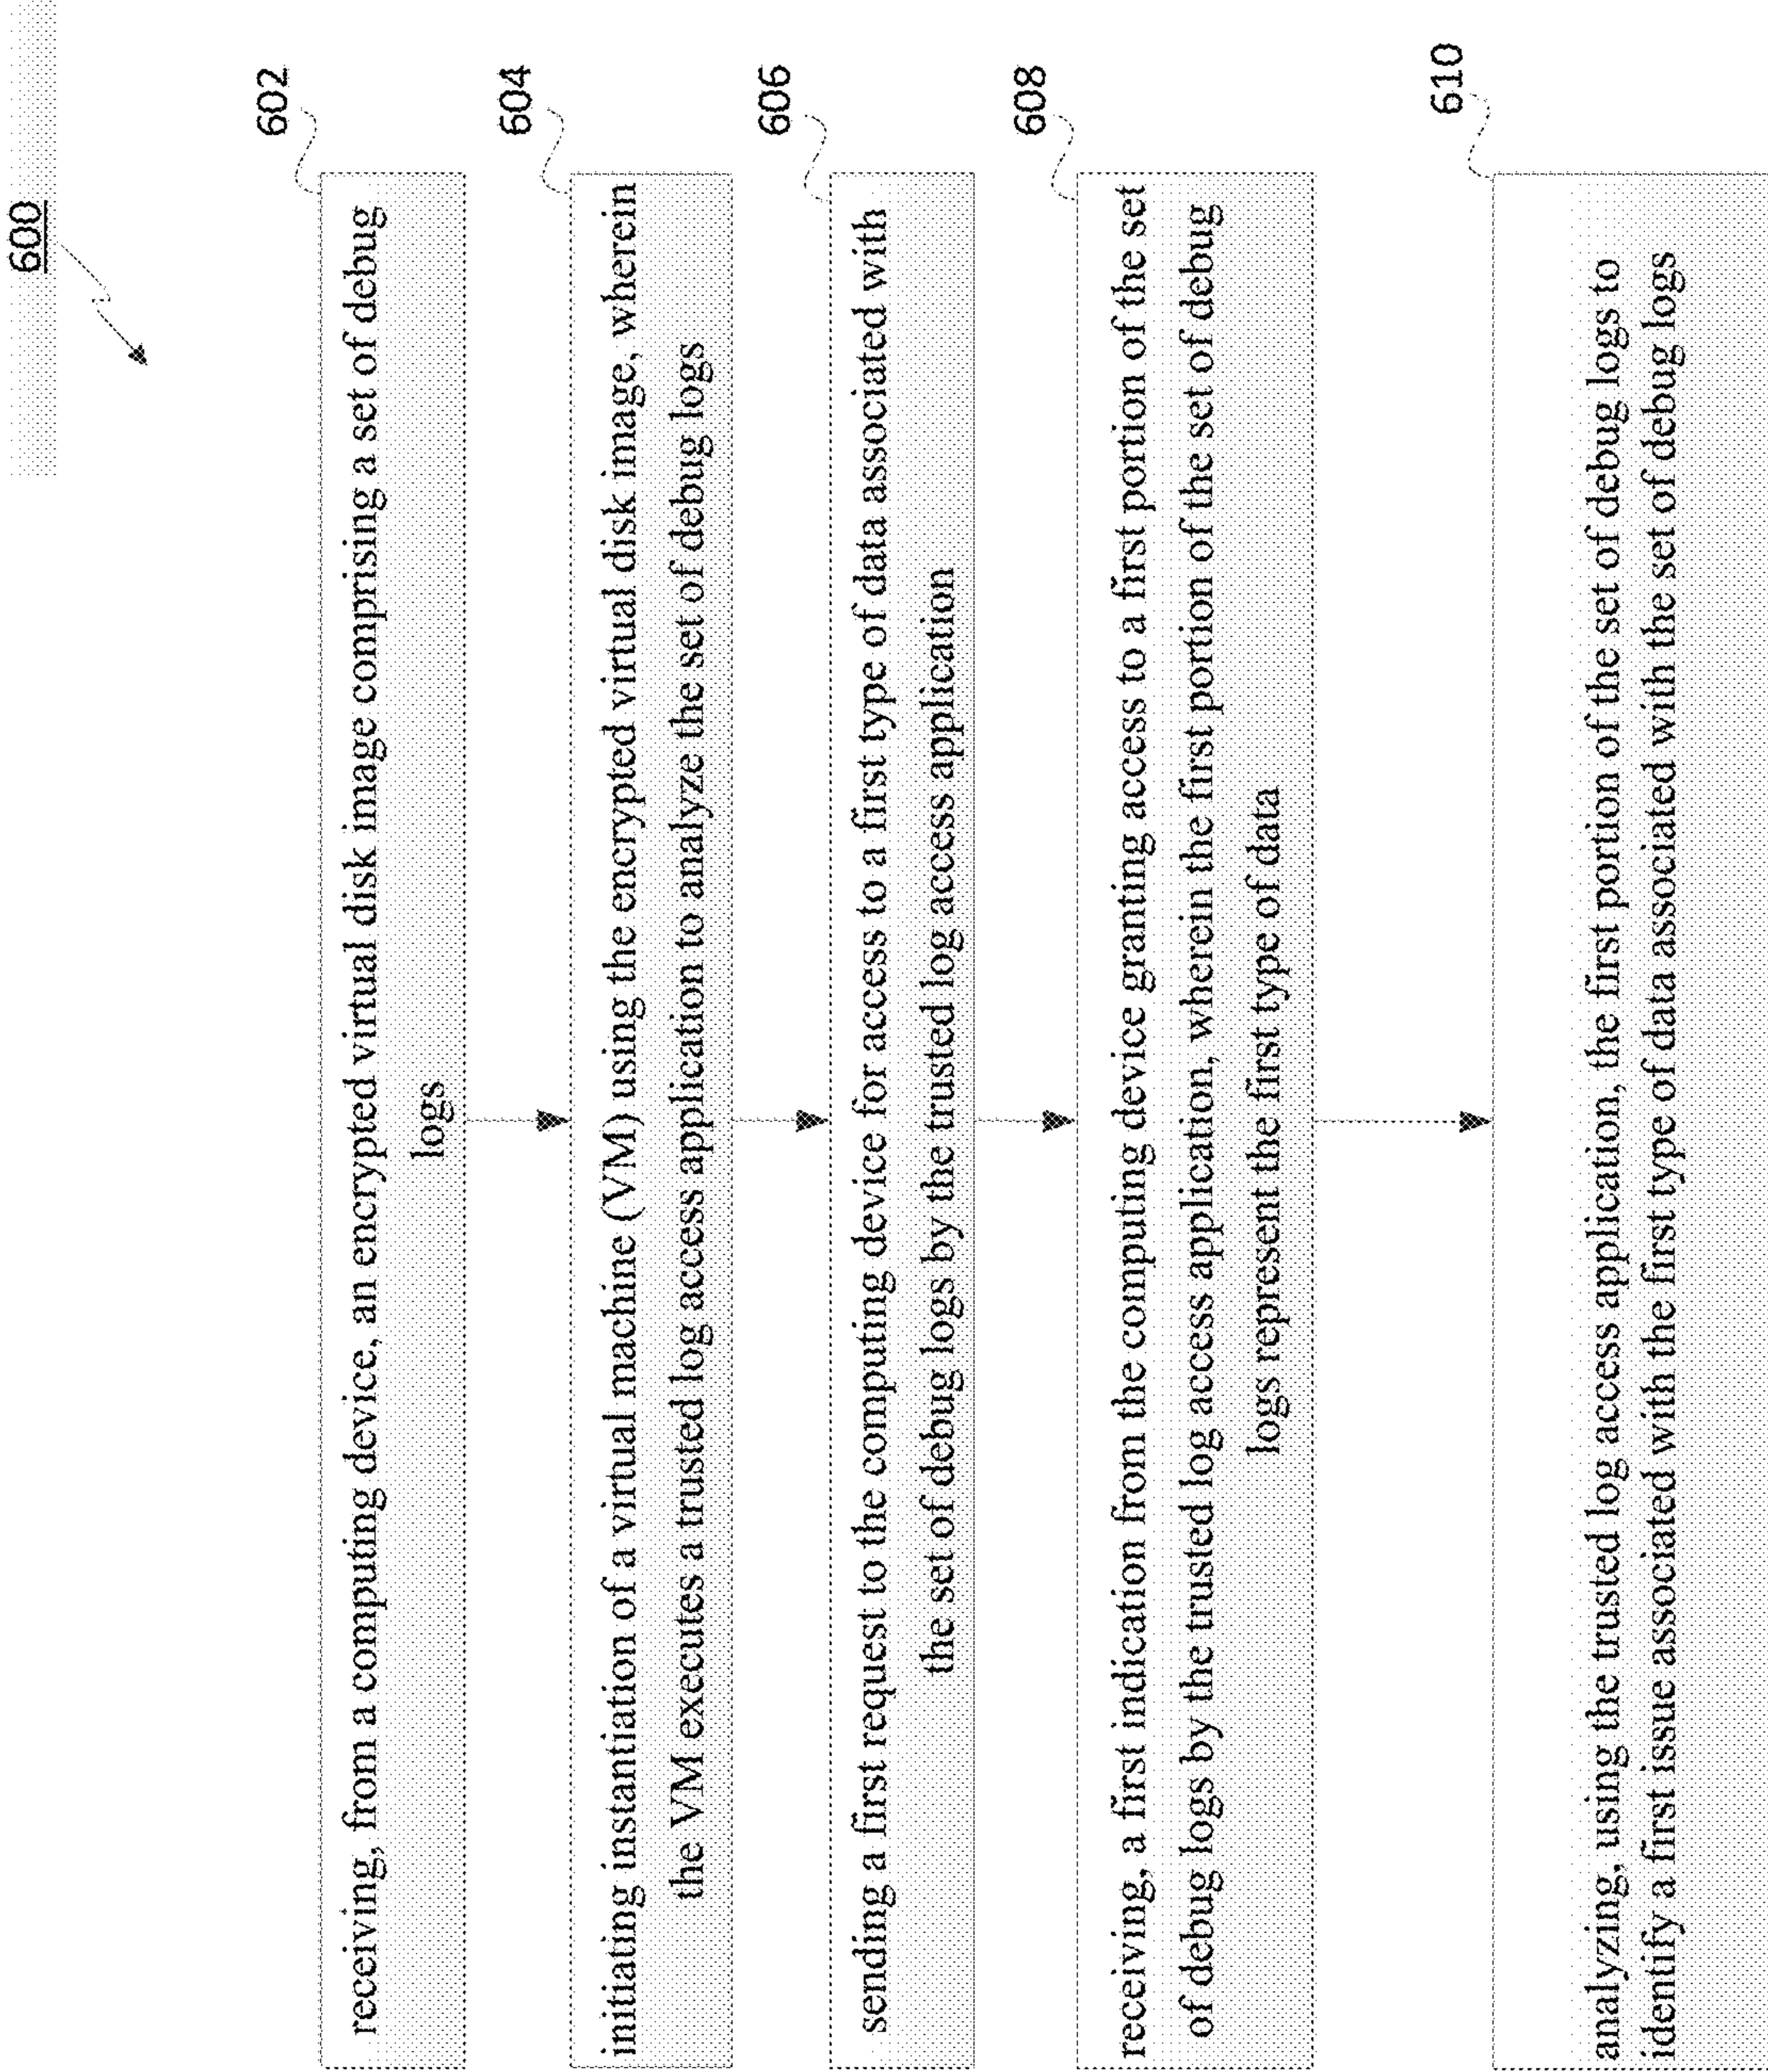 600
602
receiving, from a computing device, an encrypted virtual disk image comprising a set of debug
logs
604
initiating instantiation of a virtual machine (VM) using the encrypted virtual disk image, wherein
the VM executes a trusted log access application to analyze the set of debug logs
606
sending a first request to the computing device for access to a first type of data associated with
the set of debug logs by the trusted log access application
608
receiving, a first indication from the computing device granting access to a first portion of the set
of debug logs by the trusted log access application, wherein the first portion of the set of debug
logs represent the first type of data
610
analyzing, using the trusted log access application, the first portion of the set of debug logs to
identify a first issue associated with the first type of data associated with the set of debug logs